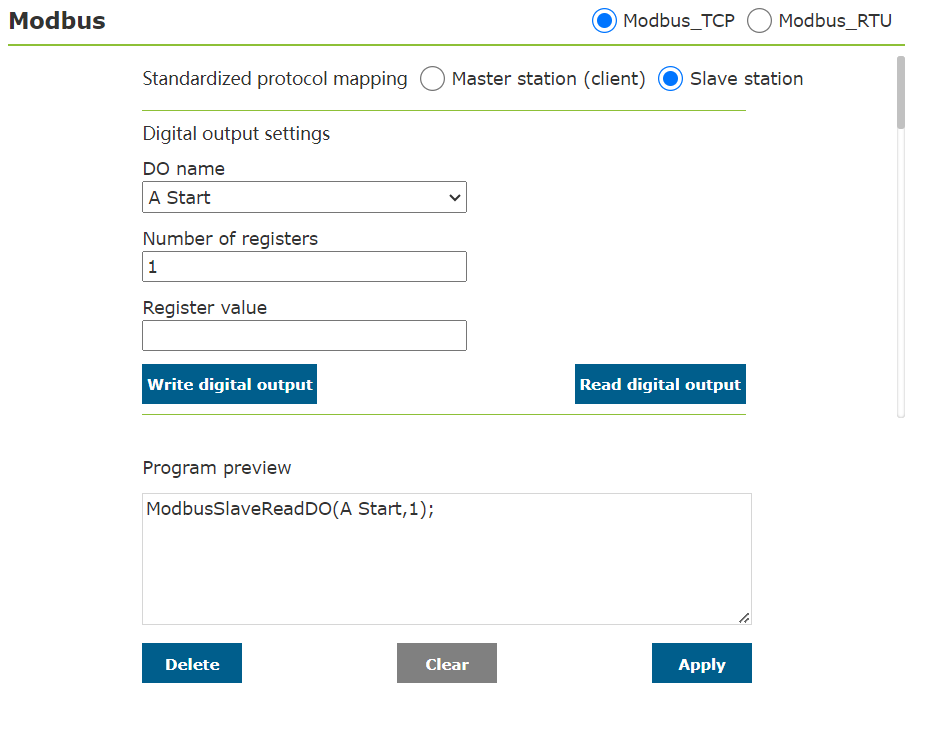 Modbus
Modbus_TCP Modbus_RTU
Standardized protocol mapping Master station (client) Slave station
Digital output settings
DO name
A Start
Number of registers
1
Register value
Write digital output Read digital output
Program preview
ModbusSlaveReadDO(A Start,1);
Delete Clear Apply